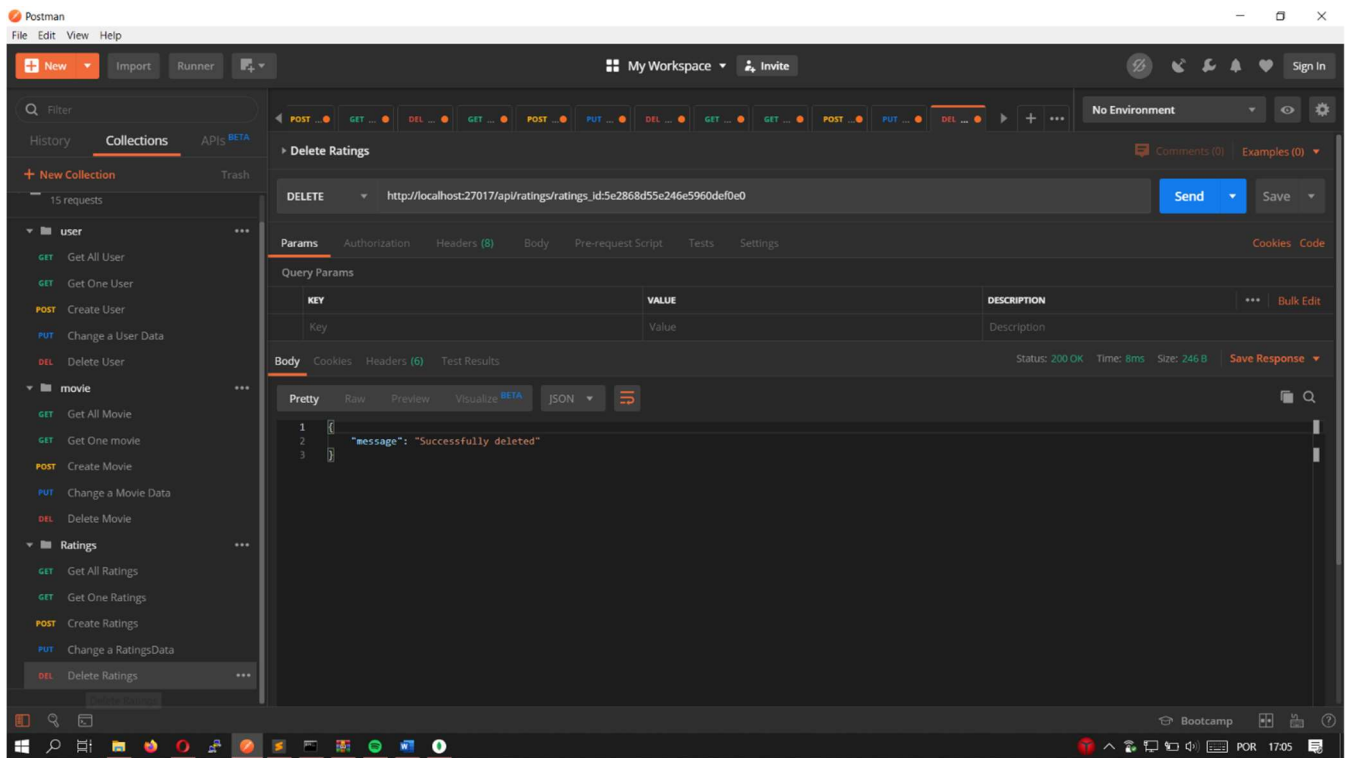 Postman
File Edit View Help
New Import Runner My Workspace Invite Sign In
Filter
History Collections APIs BETA
+ New Collection Trash
15 requests
user
GET Get All User
GET Get One User
POST Create User
PUT Change a User Data
DEL Delete User
movie
GET Get All Movie
GET Get One movie
POST Create Movie
PUT Change a Movie Data
DEL Delete Movie
Ratings
GET Get All Ratings
GET Get One Ratings
POST Create Ratings
PUT Change a RatingsData
DEL Delete Ratings
POST ... GET ... DEL ... GET ... POST ... PUT ... DEL ... GET ... GET ... POST ... PUT ... DEL ... + ...
No Environment
Delete Ratings Comments (0) Examples (0)
DELETE http://localhost:27017/api/ratings/ratings_id:5e2868d55e246e5960def0e0 Send Save
Params Authorization Headers (8) Body Pre-request Script Tests Settings Cookies Code
Query Params
KEY VALUE DESCRIPTION ... Bulk Edit
Key Value Description
Body Cookies Headers (6) Test Results Status: 200 OK Time: 8ms Size: 246 B Save Response
Pretty Raw Preview Visualize BETA JSON
1 {
2 "message": "Successfully deleted"
3 }
Bootcamp
POR 17:05